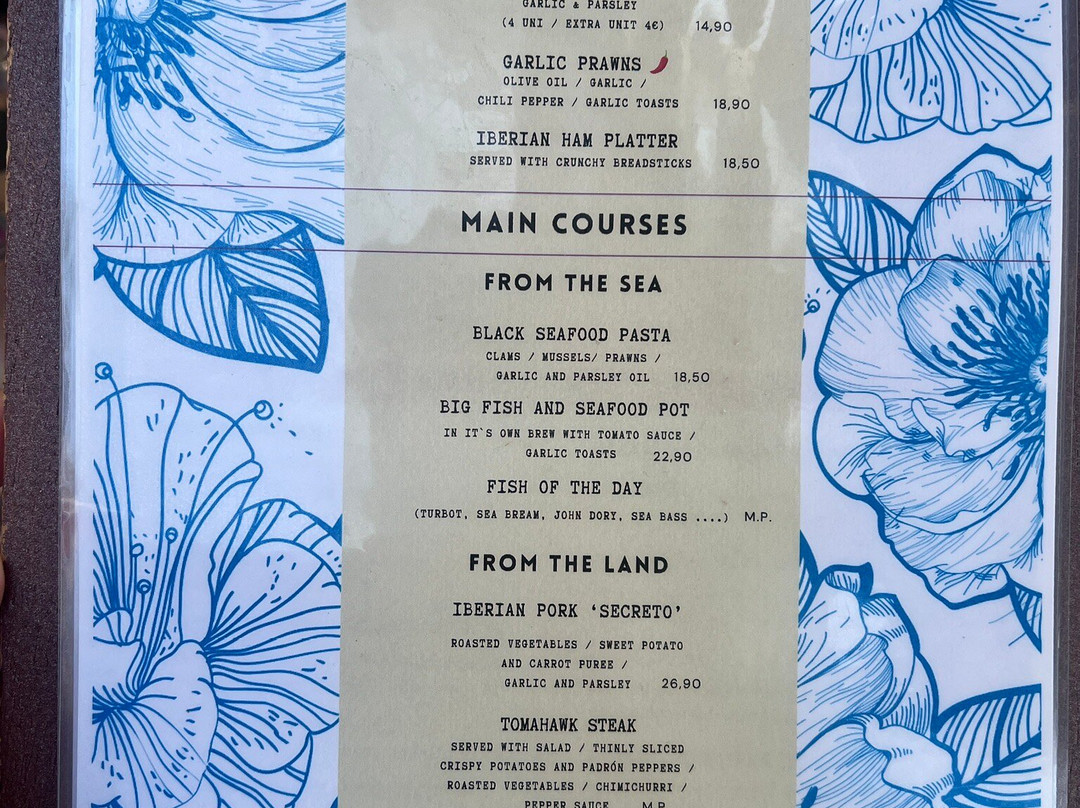 GARLIC & PARSLEY
(4 UNI / EXTRA UNIT 4€) 14,90
GARLIC PRAWNS
OLIVE OIL / GARLIC /
CHILI PEPPER / GARLIC TOASTS 18,90
IBERIAN HAM PLATTER
SERVED WITH CRUNCHY BREADSTICKS 18,50
MAIN COURSES
FROM THE SEA
BLACK SEAFOOD PASTA
CLAMS / MUSSELS/ PRAWNS /
GARLIC AND PARSLEY OIL 18,50
BIG FISH AND SEAFOOD POT
IN IT`S OWN BREW WITH TOMATO SAUCE /
GARLIC TOASTS 22,90
FISH OF THE DAY
(TURBOT, SEA BREAM, JOHN DORY, SEA BASS ....) M.P.
FROM THE LAND
IBERIAN PORK ‘SECRETO’
ROASTED VEGETABLES / SWEET POTATO
AND CARROT PUREE /
GARLIC AND PARSLEY 26,90
TOMAHAWK STEAK
SERVED WITH SALAD / THINLY SLICED
CRISPY POTATOES AND PADRÓN PEPPERS /
ROASTED VEGETABLES / CHIMICHURRI /
PEPPER SAUCE M.P.